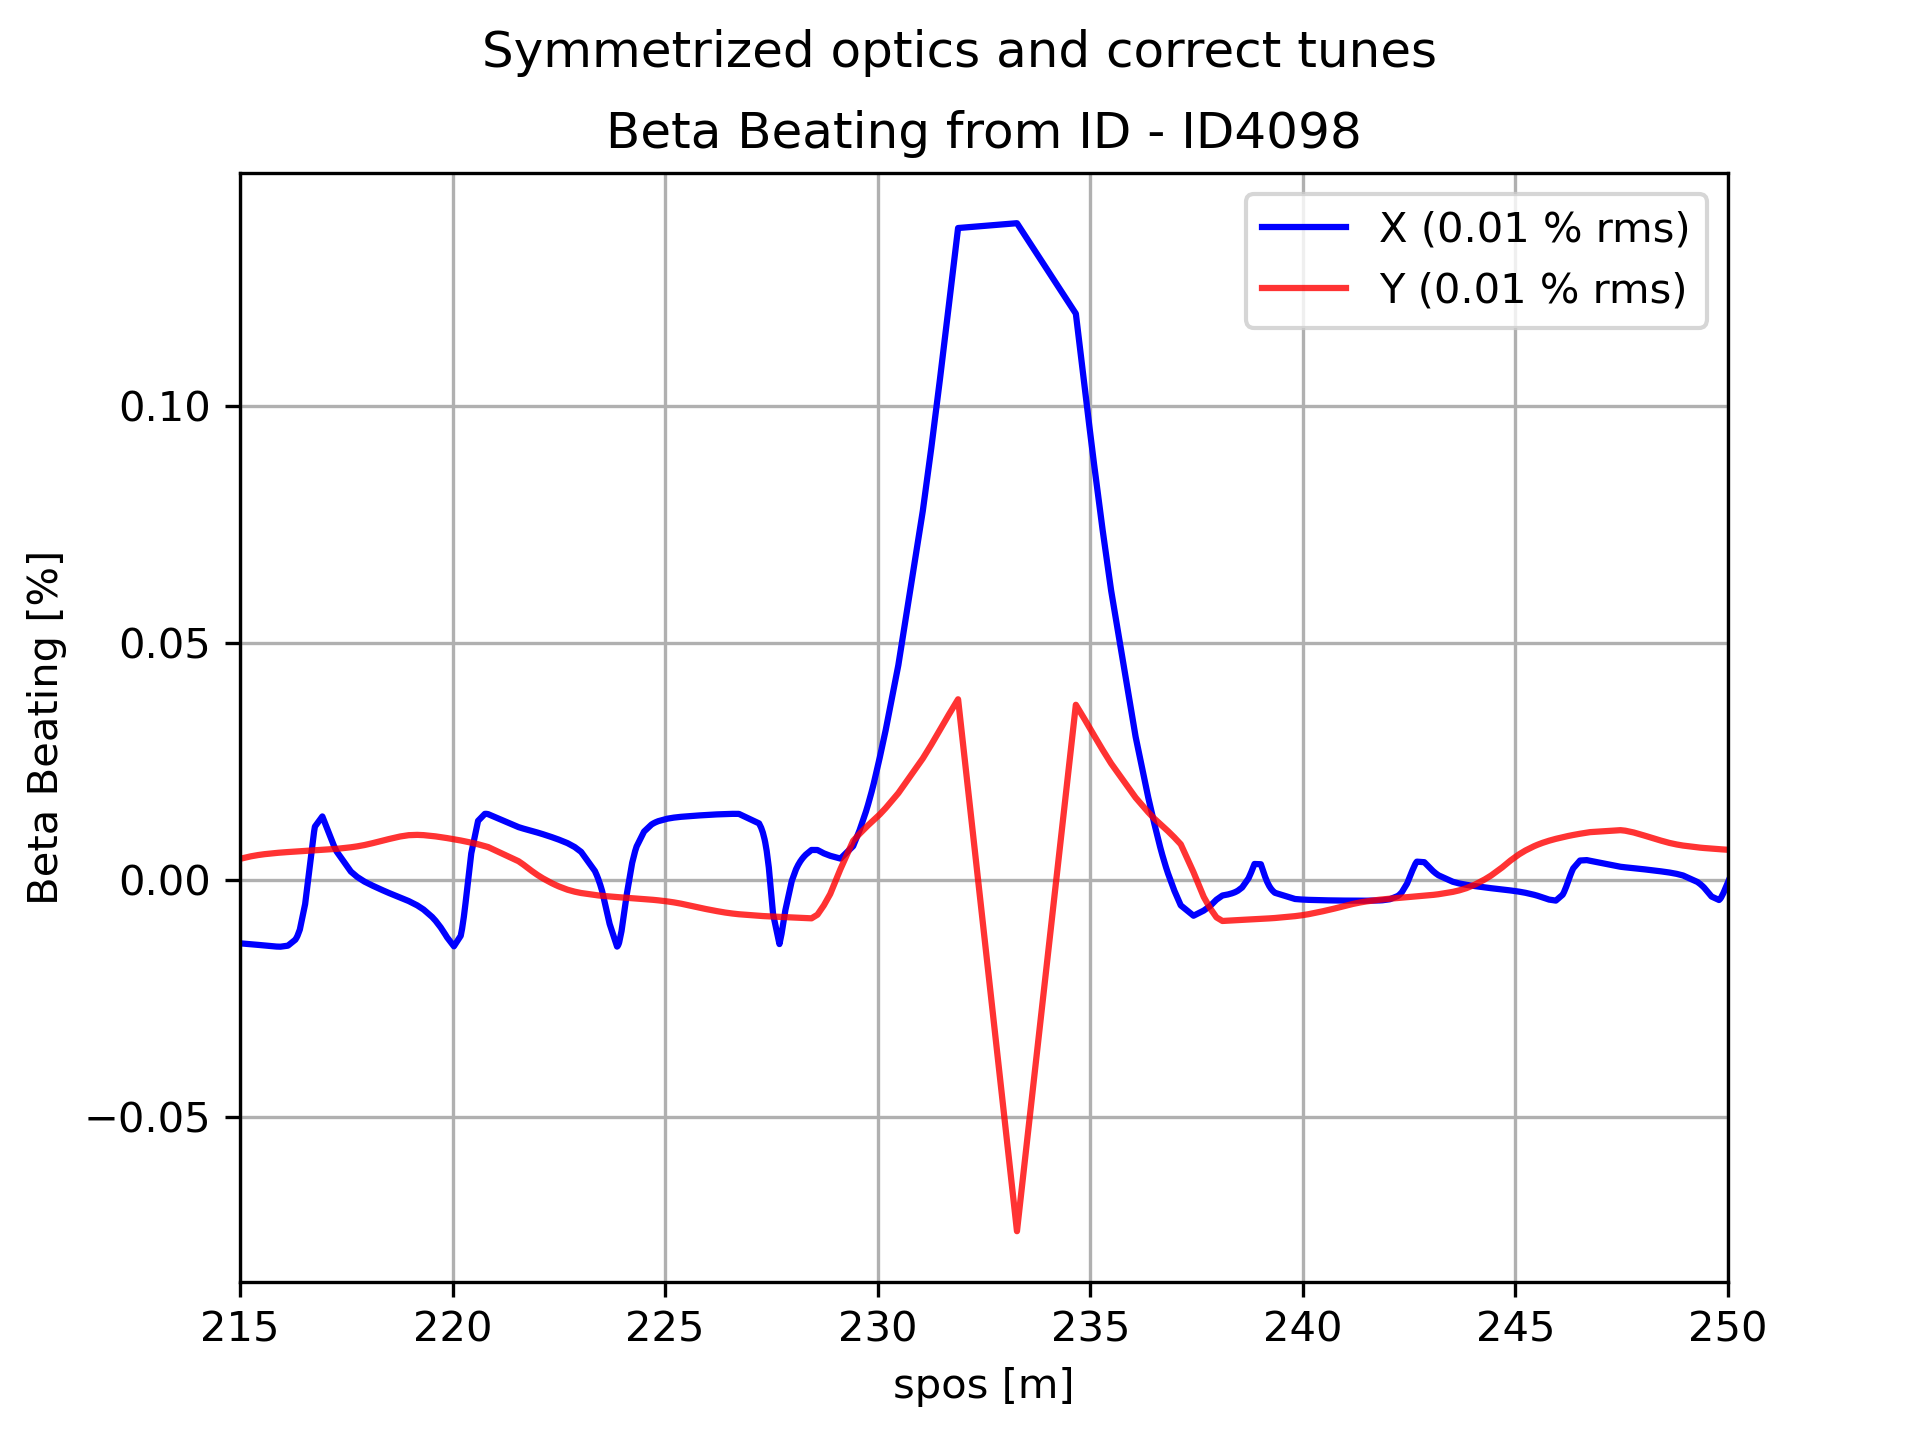 Symmetrized optics and correct tunes
Beta Beating from ID - ID4098
X (0.01 % rms)
Y (0.01 % rms)
Beta Beating [%]
0.10
0.05
0.00
−0.05
215 220 225 230 235 240 245 250
spos [m]